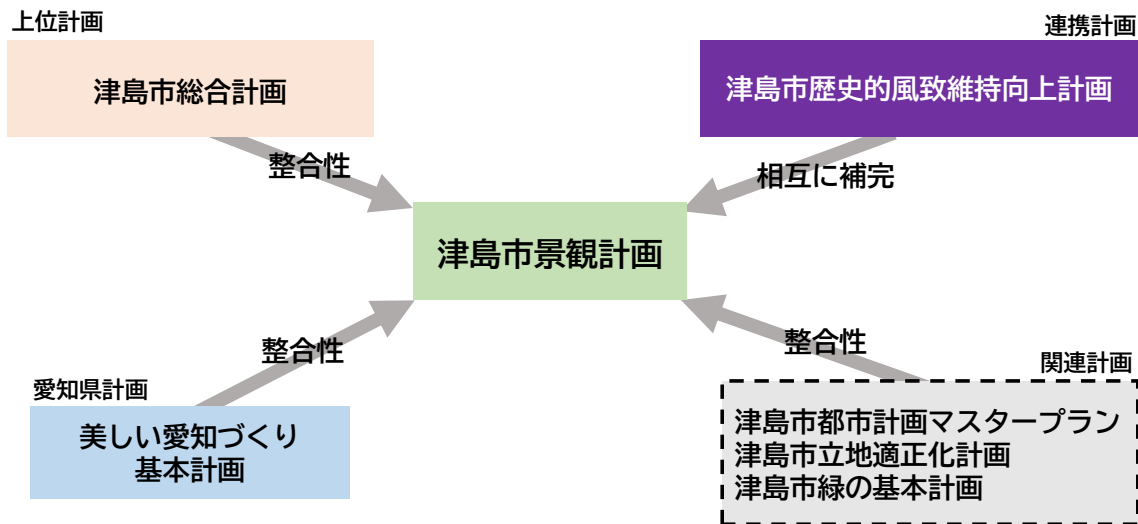 上位計画
津島市総合計画
連携計画
津島市歴史的風致維持向上計画
整合性
相互に補完
津島市景観計画
整合性
整合性
愛知県計画
美しい愛知づくり
基本計画
関連計画
津島市都市計画マスタープラン
津島市立地適正化計画
津島市緑の基本計画